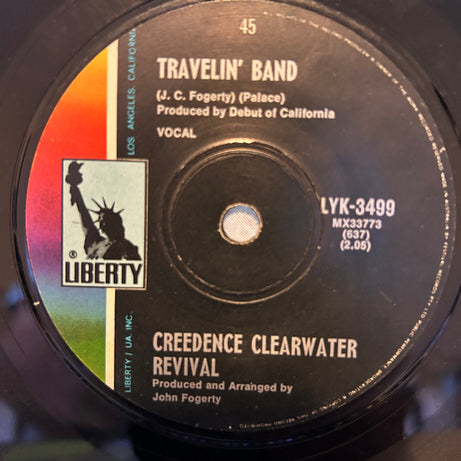 45
TRAVELIN' BAND
(J. C. Fogerty) (Palace)
Produced by Debut of California
VOCAL
LOS ANGELES, CALIFORNIA
LYK-3499
MX33773
(637)
(2.05)
® LIBERTY
LIBERTY / UA, INC.
CREEDENCE CLEARWATER
REVIVAL
Produced and Arranged by
John Fogerty